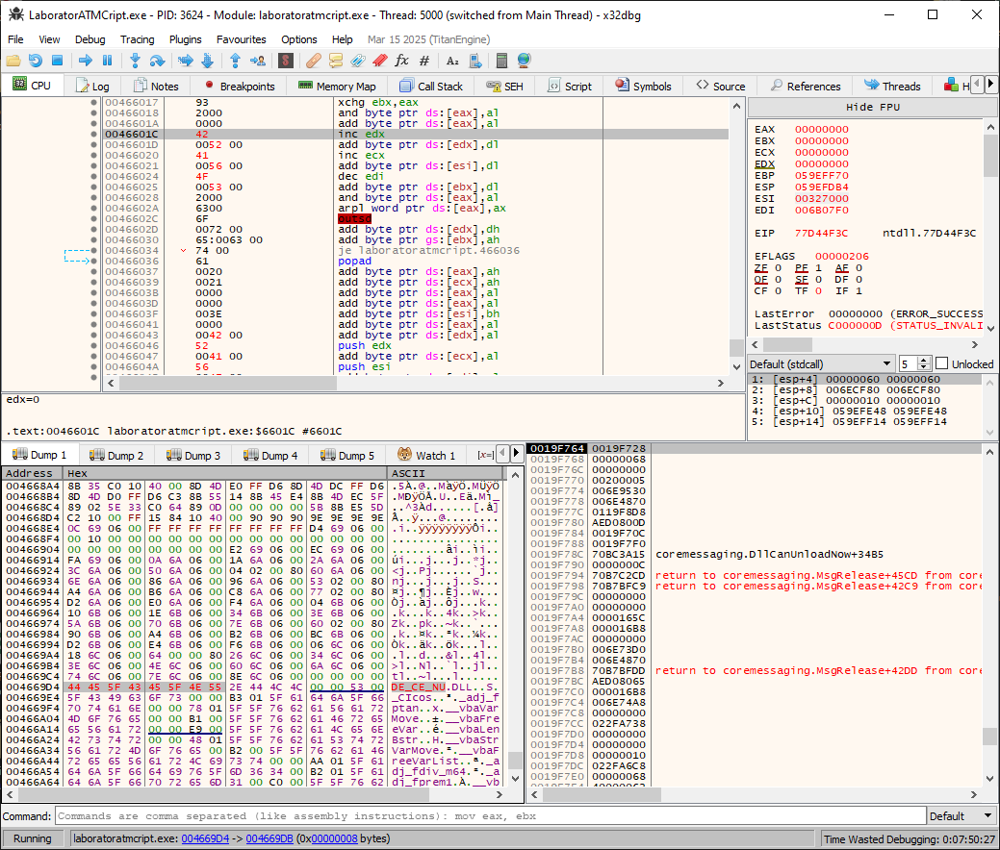 LaboratorATMCript.exe - PID: 3624 - Module: laboratoratmcript.exe - Thread: 5000 (switched from Main Thread) - x32dbg
File View Debug Tracing Plugins Favourites Options Help Mar 15 2025 (TitanEngine)
CPU Log Notes Breakpoints Memory Map Call Stack SEH Script Symbols Source References Threads H
00466017 93 xchg ebx,eax
00466018 2000 and byte ptr ds:[eax],al
0046601A 0000 add byte ptr ds:[eax],al
0046601C 42 inc edx
0046601D 0052 00 add byte ptr ds:[edx],dl
00466020 41 inc ecx
00466021 0056 00 add byte ptr ds:[esi],dl
00466024 4F dec edi
00466025 0053 00 add byte ptr ds:[ebx],dl
00466028 2000 and byte ptr ds:[eax],al
0046602A 6300 arpl word ptr ds:[eax],ax
0046602C 6F outsd
0046602D 0072 00 add byte ptr ds:[edx],dh
00466030 65:0063 00 add byte ptr gs:[ebx],ah
00466034 74 00 je laboratoratmcript.466036
00466036 61 popad
00466037 0020 add byte ptr ds:[eax],ah
00466039 0021 add byte ptr ds:[ecx],ah
0046603B 0000 add byte ptr ds:[eax],al
0046603D 0000 add byte ptr ds:[eax],al
0046603F 003E add byte ptr ds:[esi],bh
00466041 0000 add byte ptr ds:[eax],al
00466043 0042 00 add byte ptr ds:[edx],al
00466046 52 push edx
00466047 0041 00 add byte ptr ds:[ecx],al
0046604A 56 push esi
Hide FPU
EAX 00000000
EBX 00000000
ECX 00000000
EDX 00000000
EBP 059EFF70
ESP 059EFDB4
ESI 00327000
EDI 006B07F0
EIP 77D44F3C ntdll.77D44F3C
EFLAGS 00000206
ZF 0 PF 1 AF 0
OF 0 SF 0 DF 0
CF 0 TF 0 IF 1
LastError 00000000 (ERROR_SUCCESS
LastStatus C000000D (STATUS_INVALI
Default (stdcall) 5 Unlocked
1: [esp+4] 00000060 00000060
2: [esp+8] 006ECF80 006ECF80
3: [esp+C] 00000010 00000010
4: [esp+10] 059EFE48 059EFE48
5: [esp+14] 059EFF14 059EFF14
edx=0
.text:0046601C laboratoratmcript.exe:$6601C #6601C
Dump 1 Dump 2 Dump 3 Dump 4 Dump 5 Watch 1 [x=]
Address Hex ASCII
004668A4 8B 35 C0 10 40 00 8D 4D E0 FF D6 8D 4D DC FF D6
004668B4 8D 4D D0 FF D6 C3 8B 55 14 8B 45 E4 8B 4D EC 5F
004668C4 89 02 5E 33 C0 64 89 0D 00 00 00 00 5B 8B E5 5D
004668D4 C2 10 00 FF 15 84 10 40 00 90 90 90 9E 9E 9E 9E
004668E4 0C 69 06 00 FF FF FF FF FF FF FF FF D4 69 06 00
004668F4 00 10 00 00 00 00 00 00 00 00 00 00 00 00 00 00
00466904 00 00 00 00 00 00 00 00 E2 69 06 00 EC 69 06 00
00466914 FA 69 06 00 0A 6A 06 00 1A 6A 06 00 2A 6A 06 00
00466924 3C 6A 06 00 50 6A 06 00 04 02 00 80 60 6A 06 00
00466934 6E 6A 06 00 86 6A 06 00 96 6A 06 00 53 02 00 80
00466944 A4 6A 06 00 B6 6A 06 00 C8 6A 06 00 77 02 00 80
00466954 D2 6A 06 00 E0 6A 06 00 F4 6A 06 00 04 6B 06 00
00466964 10 6B 06 00 1E 6B 06 00 34 6B 06 00 3E 6B 06 00
00466974 5A 6B 06 00 70 6B 06 00 7E 6B 06 00 60 02 00 80
00466984 90 6B 06 00 A4 6B 06 00 B2 6B 06 00 BC 6B 06 00
00466994 D2 6B 06 00 E4 6B 06 00 F6 6B 06 00 06 6C 06 00
004669A4 18 6C 06 00 64 00 00 80 26 6C 06 00 34 6C 06 00
004669B4 3E 6C 06 00 4E 6C 06 00 60 6C 06 00 6A 6C 06 00
004669C4 74 6C 06 00 7E 6C 06 00 8E 6C 06 00 00 00 00 00
004669D4 44 45 5F 43 45 5F 4E 55 2E 44 4C 4C 00 00 53 00 DE_CE_NU.DLL..S.
004669E4 5F 43 49 63 6F 73 00 00 B3 01 5F 61 64 6A 5F 66 _CIcos..³._adj_f
004669F4 70 74 61 6E 00 00 78 01 5F 5F 76 62 61 56 61 72 ptan..x.__vbaVar
00466A04 4D 6F 76 65 00 00 B1 00 5F 5F 76 62 61 46 72 65 Move..±.__vbaFre
00466A14 65 56 61 72 00 00 E9 00 5F 5F 76 62 61 4C 65 6E eVar..é.__vbaLen
00466A24 42 73 74 72 00 00 48 01 5F 5F 76 62 61 53 74 72 Bstr..H.__vbaStr
00466A34 56 61 72 4D 6F 76 65 00 B2 00 5F 5F 76 62 61 46 VarMove.².__vbaF
00466A44 72 65 65 56 61 72 4C 69 73 74 00 00 AA 01 5F 61 reeVarList..ª._a
00466A54 64 6A 5F 66 64 69 76 5F 6D 36 34 00 B2 01 5F 61 dj_fdiv_m64.²._a
00466A64 64 6A 5F 66 70 72 65 6D 31 00 C0 00 5F 5F 76 62 dj_fprem1.À.__vb
0019F764 0019F728
0019F768 00000068
0019F76C 00000000
0019F770 00200005
0019F774 006E9530
0019F778 006E4870
0019F77C 0119F8D8
0019F780 AED0800D
0019F784 0019F70C
0019F788 0019F7F0
0019F78C 70BC3A15 coremessaging.DllCanUnloadNow+34B5
0019F790 0000000C
0019F794 70B7C2CD return to coremessaging.MsgRelease+45CD from core
0019F798 70B7BFC9 return to coremessaging.MsgRelease+42C9 from core
0019F79C 00000000
0019F7A0 00000000
0019F7A4 0000165C
0019F7A8 000016B8
0019F7AC 00000000
0019F7B0 006E73D0
0019F7B4 006E4870
0019F7B8 70B7BFDD return to coremessaging.MsgRelease+42DD from core
0019F7BC AED08065
0019F7C0 000016B8
0019F7C4 006E74A8
0019F7C8 00000000
0019F7CC 022FA738
0019F7D0 00000000
0019F7D4 00000000
0019F7D8 00000010
0019F7DC 022FA6C8
0019F7E0 00000068
Command: Commands are comma separated (like assembly instructions): mov eax, ebx Default
Running laboratoratmcript.exe: 004669D4 -> 004669DB (0x00000008 bytes) Time Wasted Debugging: 0:07:50:27